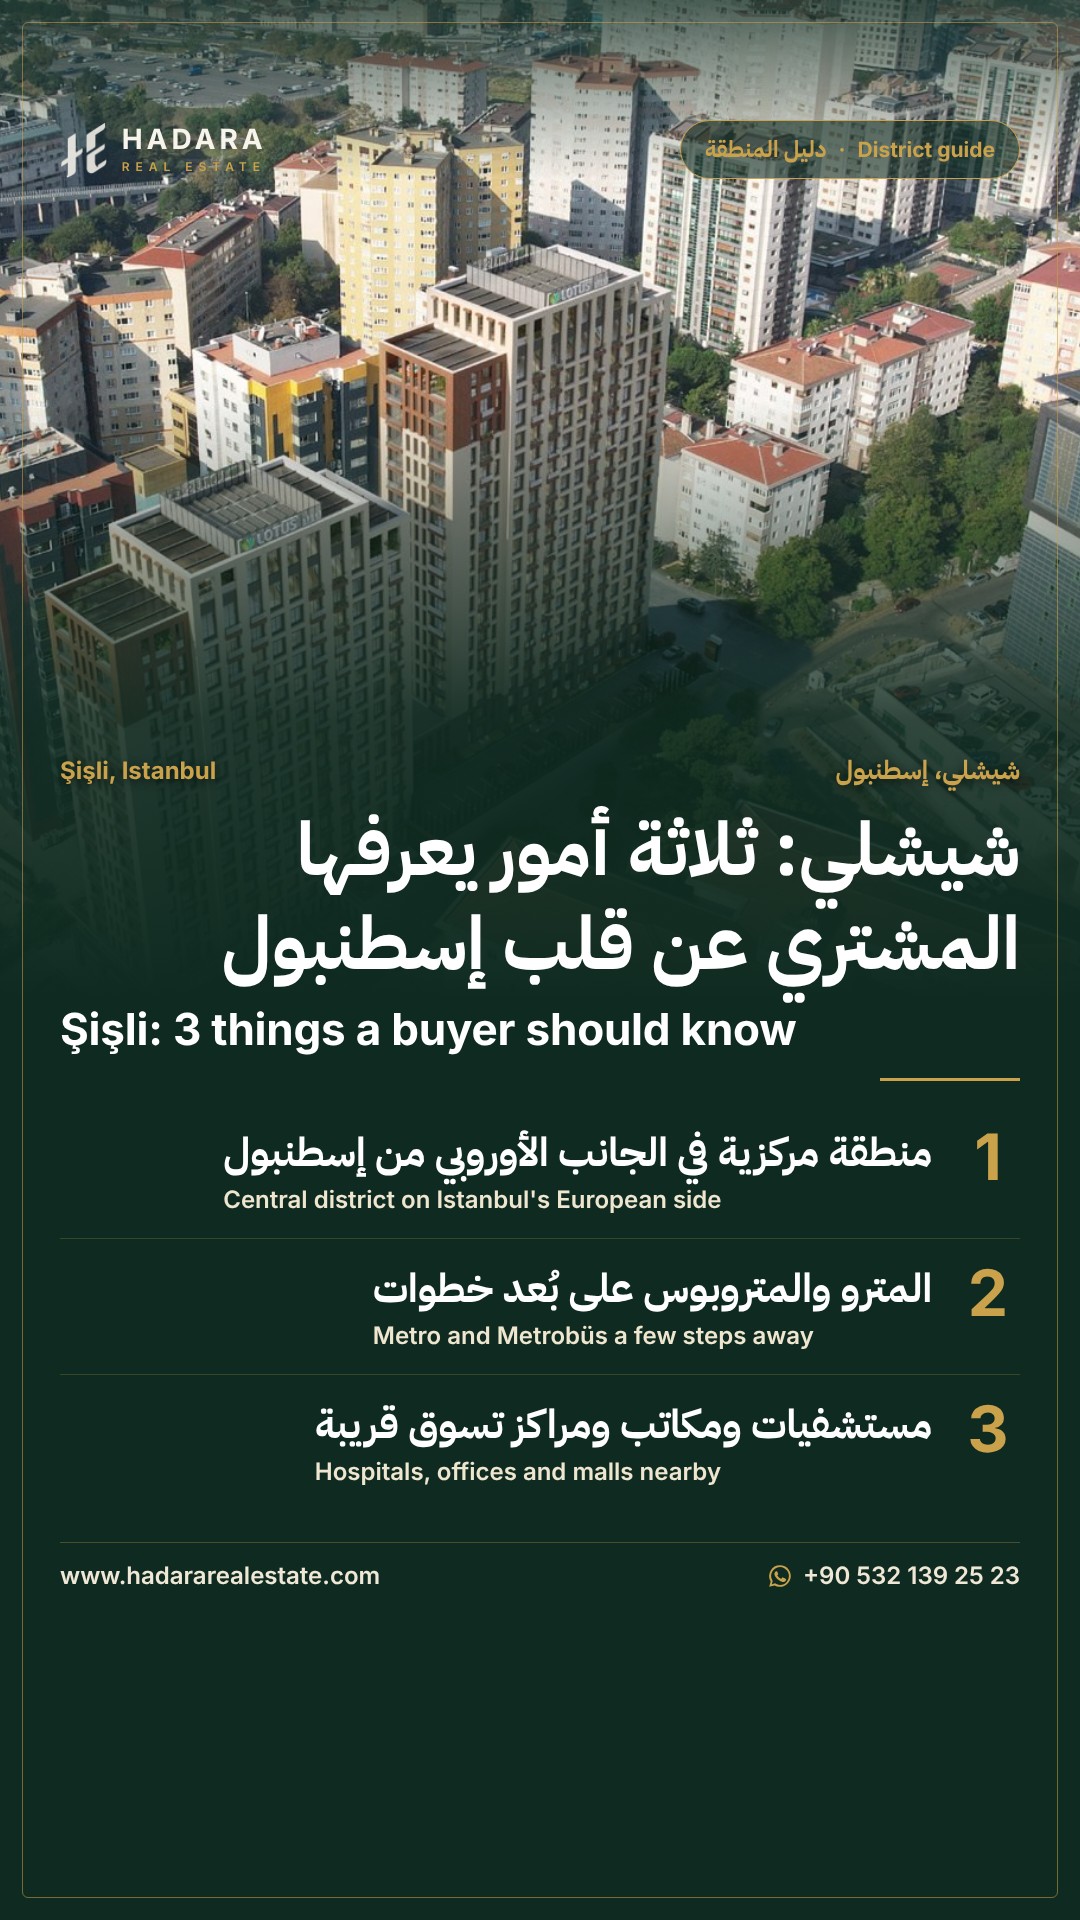 HADARA
REAL ESTATE
دليل المنطقة · District guide
LOTUS
LOTUS
Şişli, Istanbul
شيشلي، إسطنبول
شيشلي: ثلاثة أمور يعرفها
المشتري عن قلب إسطنبول
Şişli: 3 things a buyer should know
1
منطقة مركزية في الجانب الأوروبي من إسطنبول
Central district on Istanbul's European side
2
المترو والمتروبوس على بُعد خطوات
Metro and Metrobüs a few steps away
3
مستشفيات ومكاتب ومراكز تسوق قريبة
Hospitals, offices and malls nearby
www.hadararealestate.com
+90 532 139 25 23